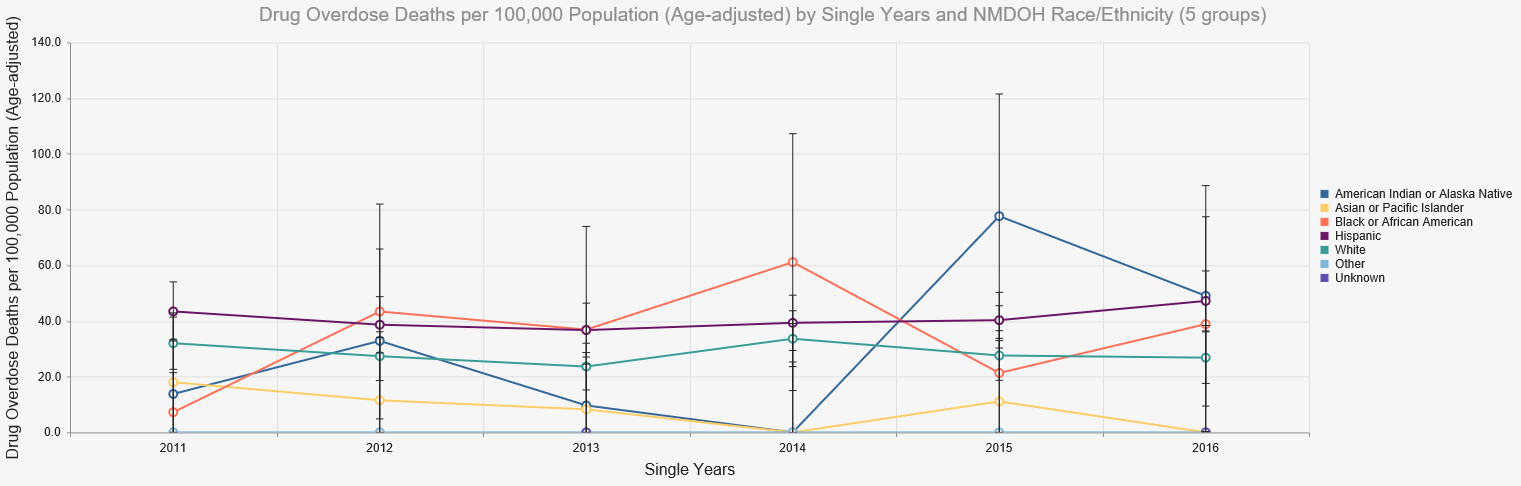 Drug Overdose Deaths per 100,000 Population (Age-adjusted) by Single Years and NMDOH Race/Ethnicity (5 groups)
Drug Overdose Deaths per 100,000 Population (Age-adjusted)
140.0
120.0
100.0
80.0
60.0
40.0
20.0
0.0
2011
2012
2013
2014
2015
2016
Single Years
American Indian or Alaska Native
Asian or Pacific Islander
Black or African American
Hispanic
White
Other
Unknown